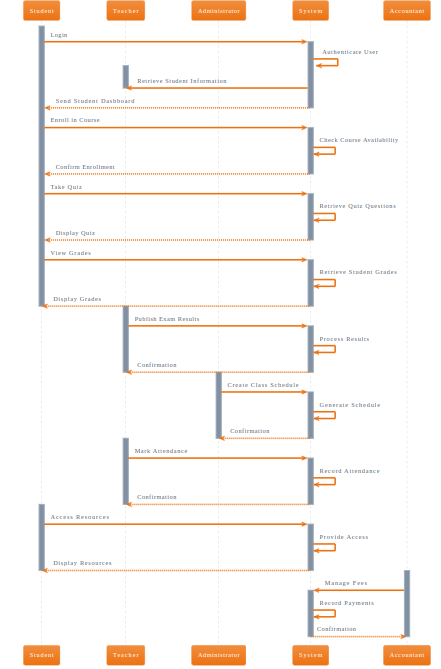 Student Teacher Administrator System Accountant
Login
Authenticate User
Retrieve Student Information
Send Student Dashboard
Enroll in Course
Check Course Availability
Confirm Enrollment
Take Quiz
Retrieve Quiz Questions
Display Quiz
View Grades
Retrieve Student Grades
Display Grades
Publish Exam Results
Process Results
Confirmation
Create Class Schedule
Generate Schedule
Confirmation
Mark Attendance
Record Attendance
Confirmation
Access Resources
Provide Access
Display Resources
Manage Fees
Record Payments
Confirmation
Student Teacher Administrator System Accountant